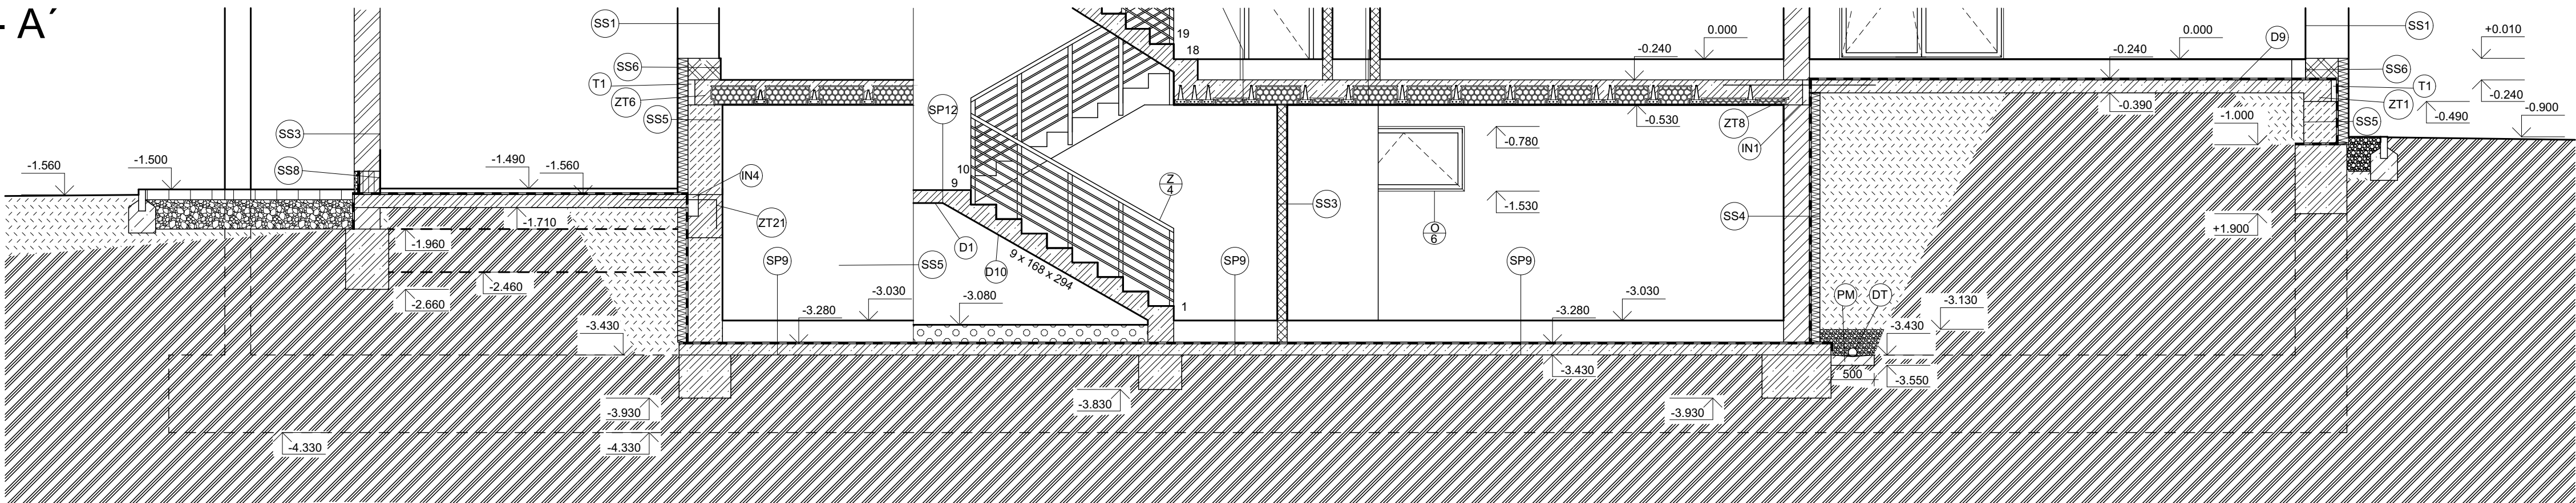 - A´
SS1
19
0.000
0.000
SS1
+0.010
18
-0.240
-0.240
D9
SS6
SS6
T1
T1
-0.240
ZT6
ZT1
SP12
-0.390
-0.490
-0.900
SS5
-0.530
ZT8
-1.000
SS5
SS3
-0.780
IN1
-1.560
-1.500
-1.490
-1.560
SS8
10
IN4
9
Z
4
-1.530
SS3
SS4
-1.710
ZT21
+1.900
O
6
-1.960
D1
SP9
SS5
D10
9 x 168 x 294
SP9
SP9
-2.460
-2.660
-3.030
-3.080
-3.030
PM
DT
-3.130
1
-3.280
-3.280
-3.430
-3.430
-3.430
500
-3.550
-3.930
-3.830
-3.930
-4.330
-4.330